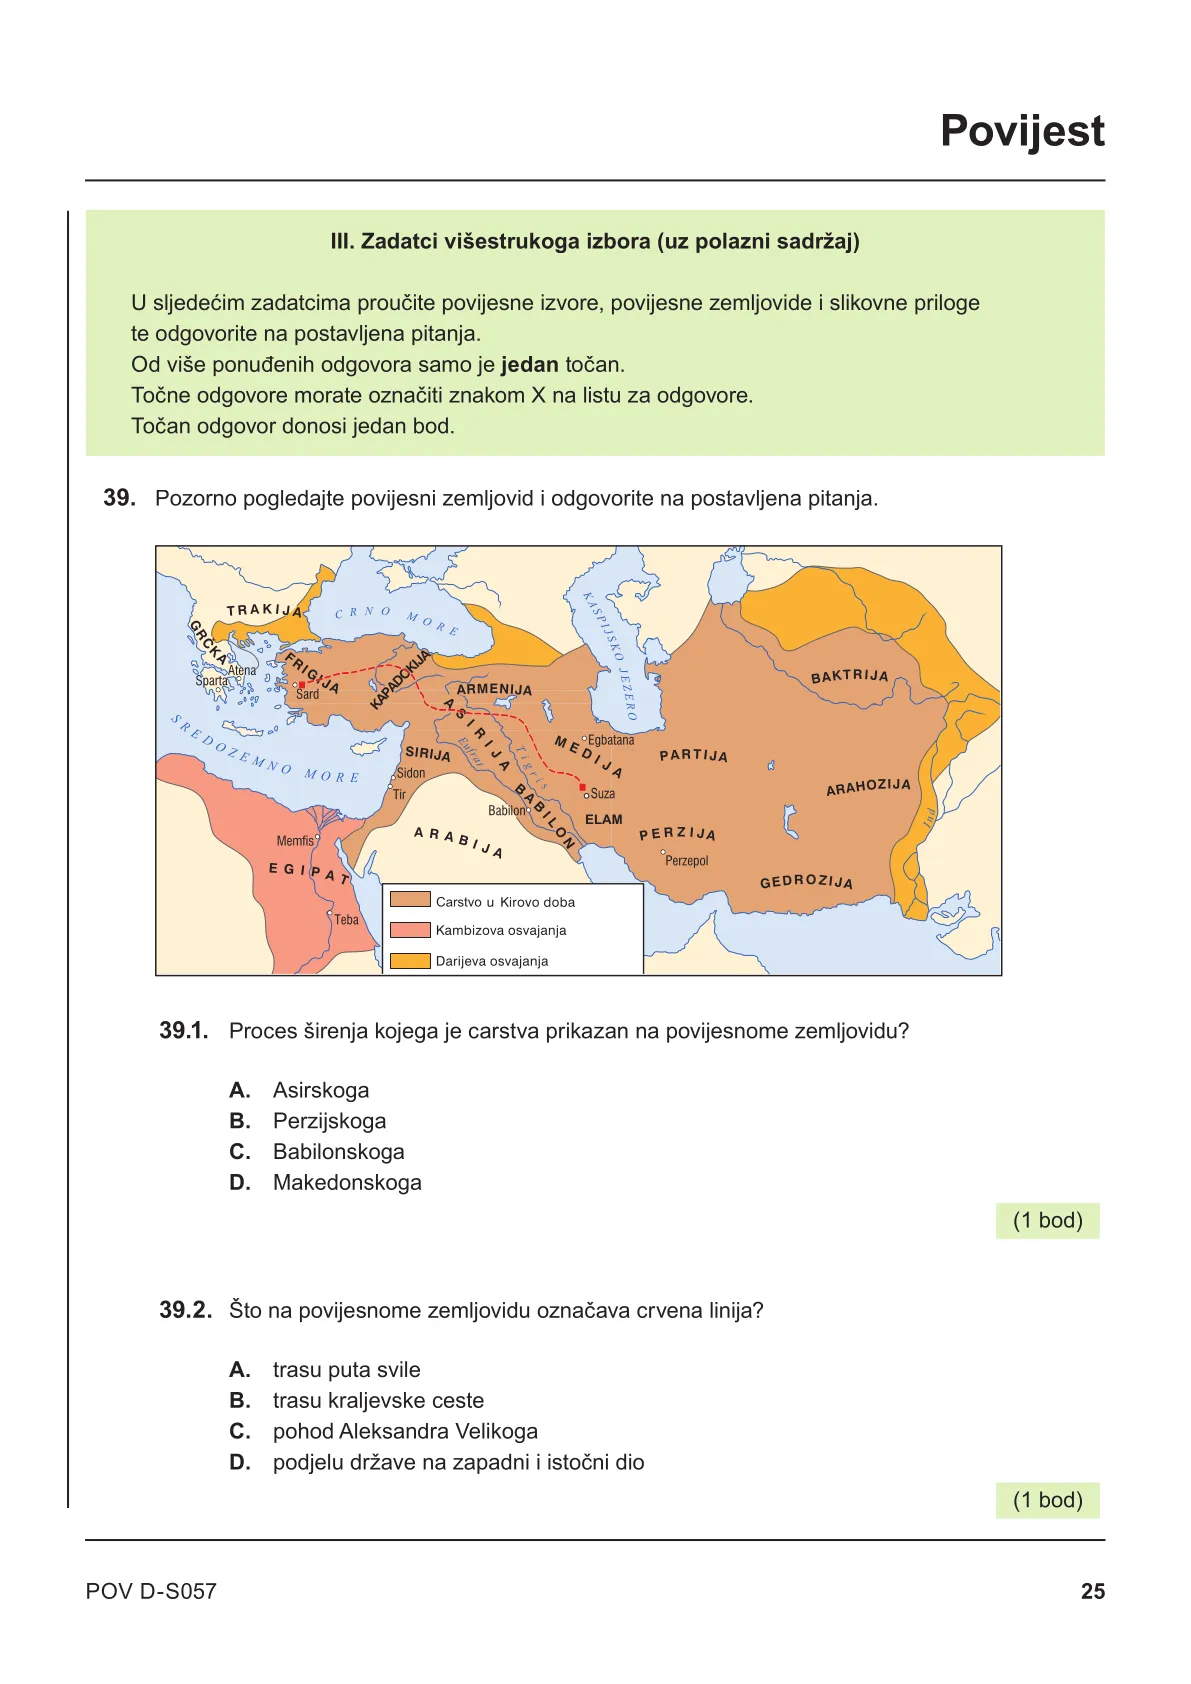 Povijest
III. Zadatci višestrukoga izbora (uz polazni sadržaj)
U sljedećim zadatcima proučite povijesne izvore, povijesne zemljovide i slikovne priloge
te odgovorite na postavljena pitanja.
Od više ponuđenih odgovora samo je jedan točan.
Točne odgovore morate označiti znakom X na listu za odgovore.
Točan odgovor donosi jedan bod.
39. Pozorno pogledajte povijesni zemljovid i odgovorite na postavljena pitanja.
TRAKIJA
CRNO MORE
KASPIJSKO JEZERO
GRČKA
Atena
Sparta
FRIGIJA
Sard
KAPADOKIJA
ARMENIJA
BAKTRIJA
SREDOZEMNO MORE
ASIRIJA
Eufrat
Tigris
MEDIJA
Egbatana
PARTIJA
SIRIJA
Sidon
Tir
Suza
ARAHOZIJA
Babilon
BABILON
ELAM
Ind
Memfis
ARABIJA
PERZIJA
Perzepol
EGIPAT
GEDROZIJA
Teba
Carstvo u Kirovo doba
Kambizova osvajanja
Darijeva osvajanja
39.1. Proces širenja kojega je carstva prikazan na povijesnome zemljovidu?
A. Asirskoga
B. Perzijskoga
C. Babilonskoga
D. Makedonskoga
(1 bod)
39.2. Što na povijesnome zemljovidu označava crvena linija?
A. trasu puta svile
B. trasu kraljevske ceste
C. pohod Aleksandra Velikoga
D. podjelu države na zapadni i istočni dio
(1 bod)
POV D-S057
25